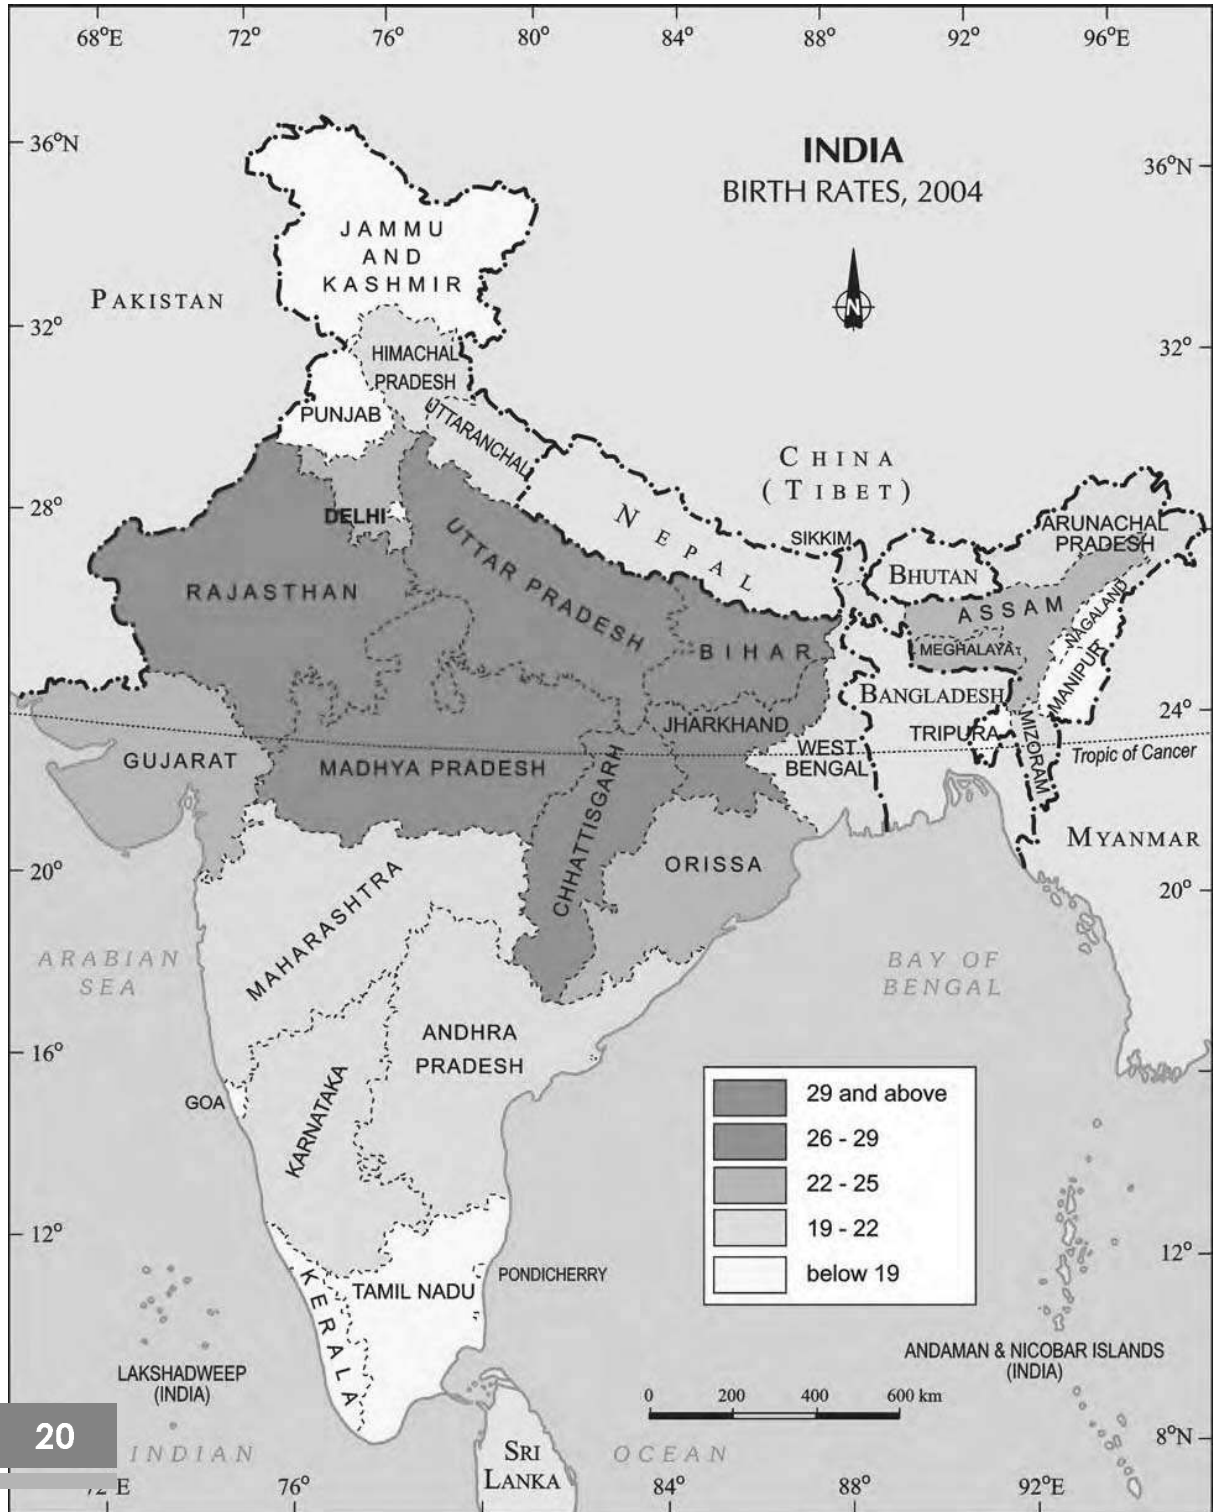 68°E 72° 76° 80° 84° 88° 92° 96°E
36°N
INDIA
BIRTH RATES, 2004
36°N
JAMMU
AND
KASHMIR
PAKISTAN
N
32°
32°
HIMACHAL
PRADESH
PUNJAB
UTTARANCHAL
CHINA
(TIBET)
28°
DELHI
NEPAL
SIKKIM
ARUNACHAL
PRADESH
BHUTAN
RAJASTHAN
UTTAR PRADESH
ASSAM
NAGALAND
BIHAR
MEGHALAYA
MANIPUR
BANGLADESH
24°
JHARKHAND
TRIPURA
MIZORAM
WEST
BENGAL
Tropic of Cancer
GUJARAT
MADHYA PRADESH
CHHATTISGARH
MYANMAR
20°
ORISSA
20°
MAHARASHTRA
ARABIAN
SEA
BAY OF
BENGAL
ANDHRA
PRADESH
16°
GOA
KARNATAKA
29 and above
26 - 29
22 - 25
19 - 22
below 19
12°
12°
KERALA
TAMIL NADU
PONDICHERRY
LAKSHADWEEP
(INDIA)
ANDAMAN & NICOBAR ISLANDS
(INDIA)
0 200 400 600 km
20
INDIAN
SRI
LANKA
OCEAN
8°N
72°E 76° 84° 88° 92°E